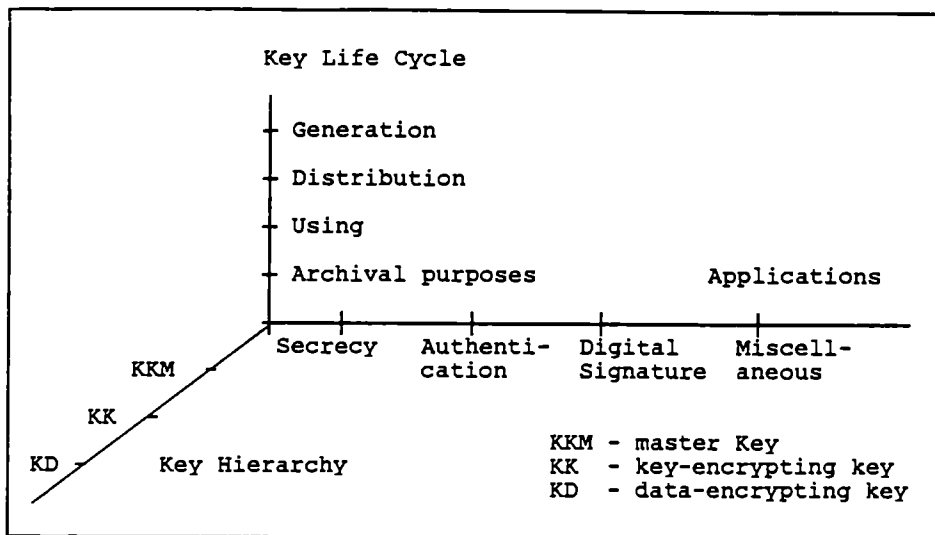 Key Life Cycle
Generation
Distribution
Using
Archival purposes
Applications
Secrecy
Authenti-
cation
Digital
Signature
Miscell-
aneous
KKM
KK
KD
Key Hierarchy
KKM - master Key
KK - key-encrypting key
KD - data-encrypting key